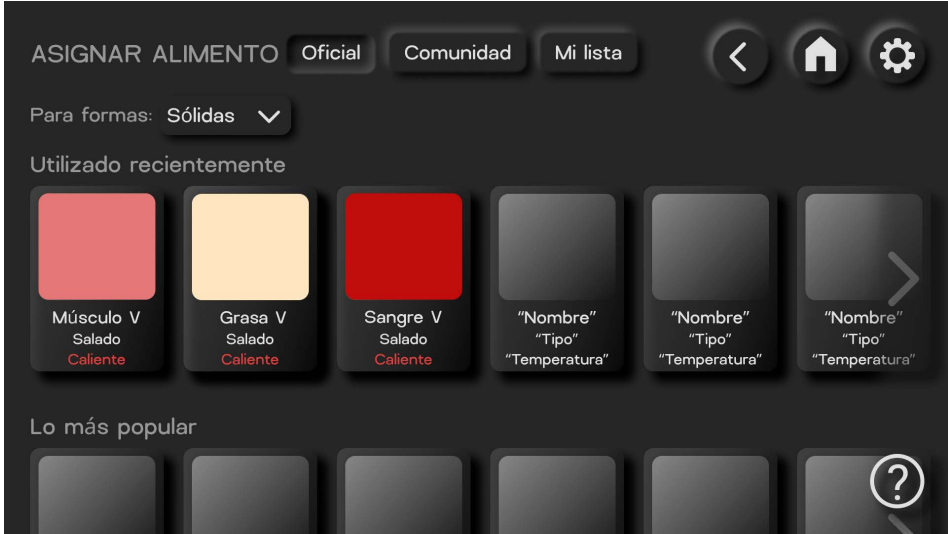 ASIGNAR ALIMENTO Oficial Comunidad Mi lista
Para formas: Sólidas
Utilizado recientemente
Músculo V
Salado
Caliente
Grasa V
Salado
Caliente
Sangre V
Salado
Caliente
"Nombre"
"Tipo"
"Temperatura"
"Nombre"
"Tipo"
"Temperatura"
"Nombre"
"Tipo"
"Temperatura"
Lo más popular
?